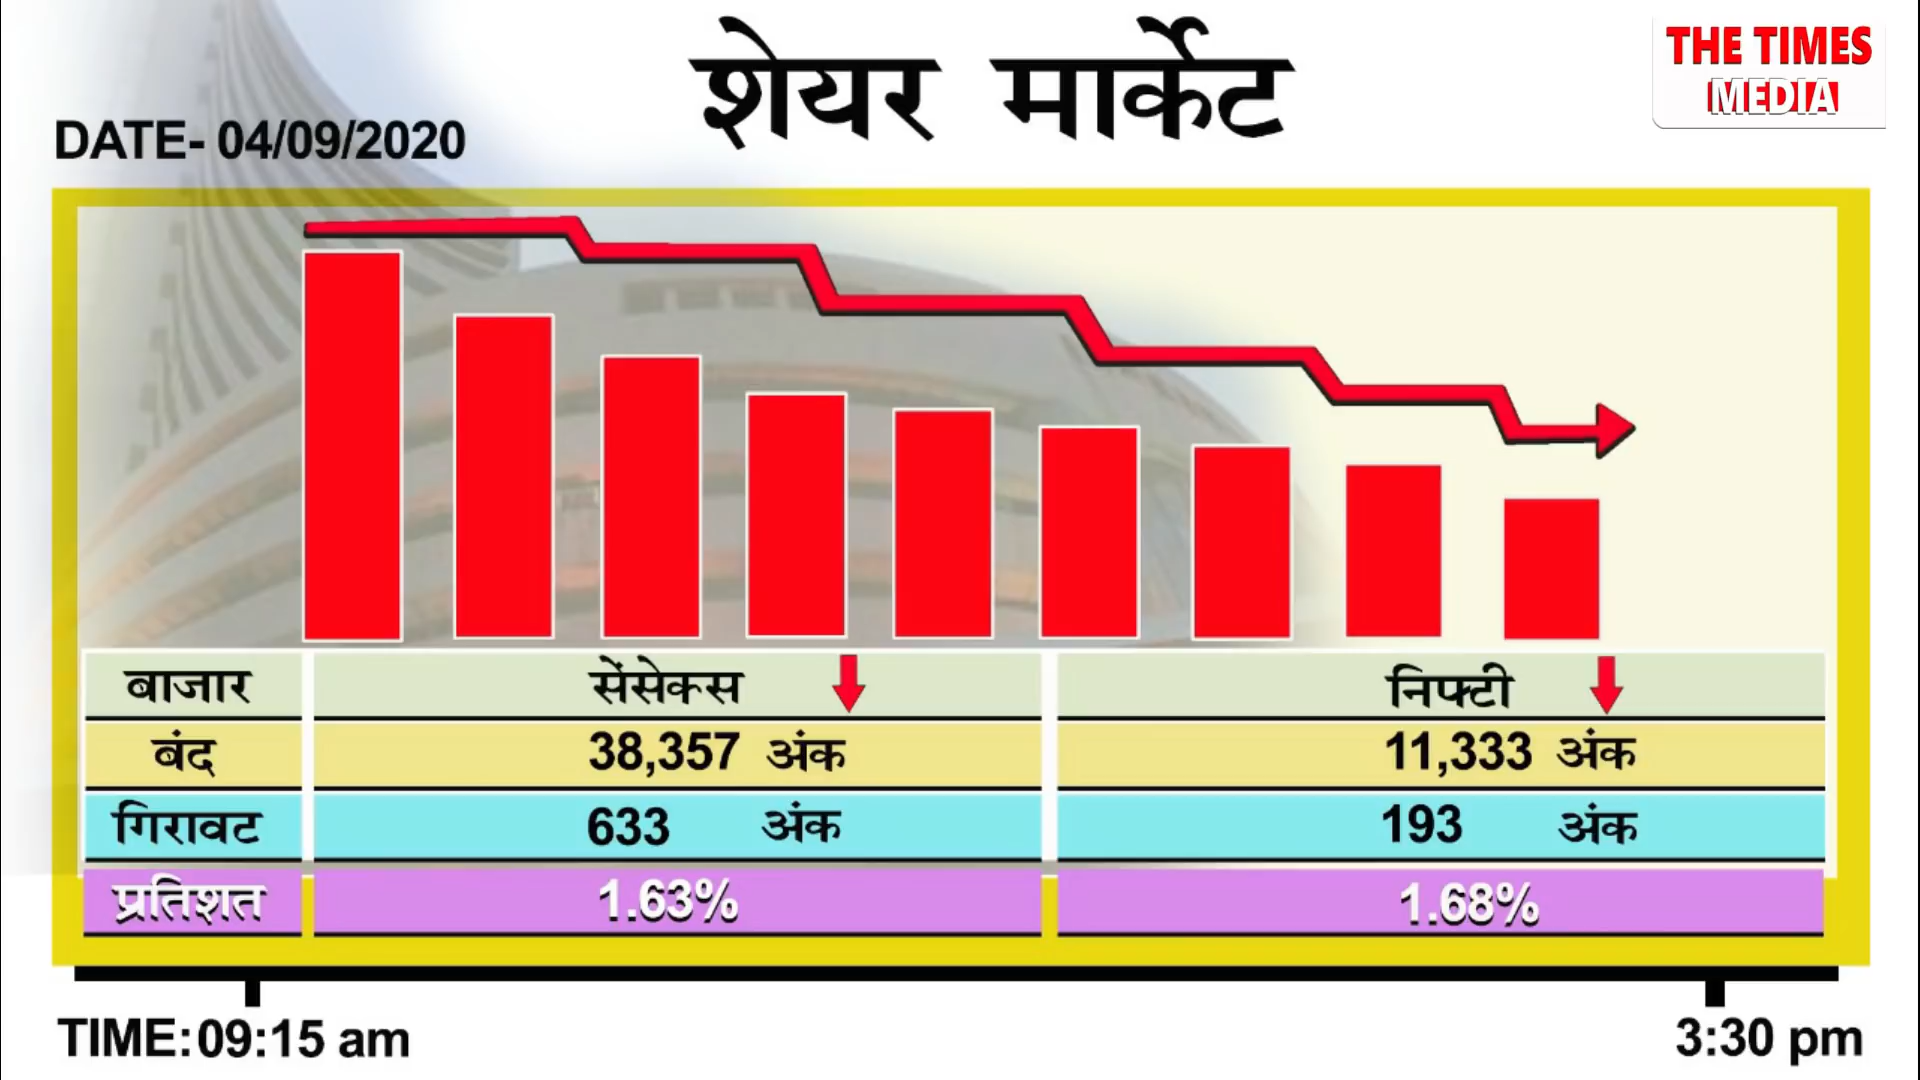 शेयर मार्केट
THE TIMES
MEDIA
DATE- 04/09/2020
बाजार सेंसेक्स निफ्टी
बंद 38,357 अंक 11,333 अंक
गिरावट 633 अंक 193 अंक
प्रतिशत 1.63% 1.68%
TIME:09:15 am 3:30 pm